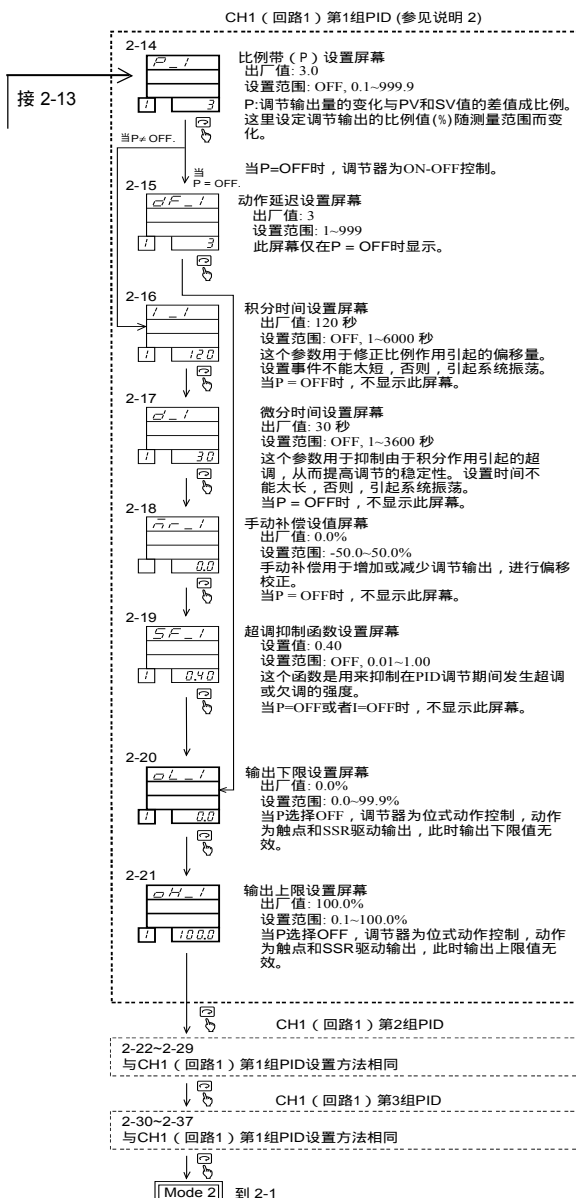 CH1（回路1）第1组PID (参见说明 2)
接 2-13
2-14
P_1
1 3
比例带（P）设置屏幕
出厂值: 3.0
设置范围: OFF, 0.1~999.9
P:调节输出量的变化与PV和SV值的差值成比例。
这里设定调节输出的比例值(%)随测量范围而变
化。
当P≠OFF.
当
P = OFF.
当P=OFF时，调节器为ON-OFF控制。
2-15
dF_1
1 3
动作延迟设置屏幕
出厂值: 3
设置范围: 1~999
此屏幕仅在P = OFF时显示。
2-16
I_1
1 120
积分时间设置屏幕
出厂值: 120 秒
设置范围: OFF, 1~6000 秒
这个参数用于修正比例作用引起的偏移量。
设置事件不能太短，否则，引起系统振荡。
当P = OFF时，不显示此屏幕。
2-17
d_1
1 30
微分时间设置屏幕
出厂值: 30 秒
设置范围: OFF, 1~3600 秒
这个参数用于抑制由于积分作用引起的超
调，从而提高调节的稳定性。设置时间不
能太长，否则，引起系统振荡。
当P = OFF时，不显示此屏幕。
2-18
0.0
手动补偿设值屏幕
出厂值: 0.0%
设置范围: -50.0~50.0%
手动补偿用于增加或减少调节输出，进行偏移
校正。
当P = OFF时，不显示此屏幕。
2-19
SF_1
1 0.40
超调抑制函数设置屏幕
设置值: 0.40
设置范围: OFF, 0.01~1.00
这个函数是用来抑制在PID调节期间发生超调
或欠调的强度。
当P=OFF或者I=OFF时，不显示此屏幕。
2-20
oL_1
1 0.0
输出下限设置屏幕
出厂值: 0.0%
设置范围: 0.0~99.9%
当P选择OFF，调节器为位式动作控制，动作
为触点和SSR驱动输出，此时输出下限值无
效。
2-21
oH_1
1 100.0
输出上限设置屏幕
出厂值: 100.0%
设置范围: 0.1~100.0%
当P选择OFF，调节器为位式动作控制，动作
为触点和SSR驱动输出，此时输出上限值无
效。
CH1（回路1）第2组PID
2-22~2-29
与CH1（回路1）第1组PID设置方法相同
CH1（回路1）第3组PID
2-30~2-37
与CH1（回路1）第1组PID设置方法相同
Mode 2 到 2-1